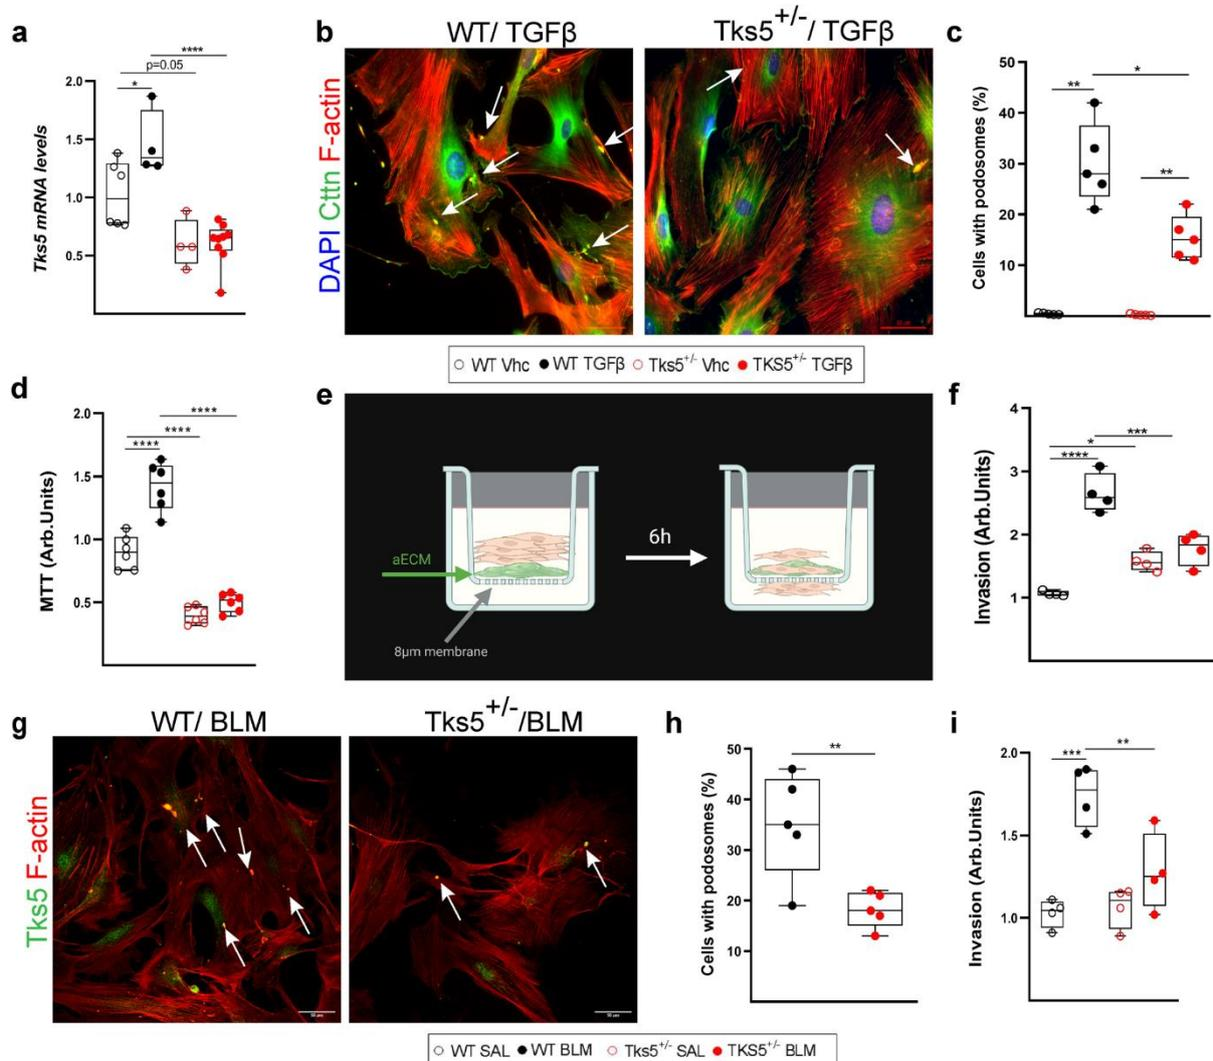 a
****
p=0.05
*
2.0
1.5
1.0
0.5
Tks5 mRNA levels
b
WT/ TGFβ
Tks5+/-/ TGFβ
DAPI Cttn F-actin
c
*
**
**
50
40
30
20
10
Cells with podosomes (%)
WT Vhc WT TGFβ Tks5+/- Vhc TKS5+/- TGFβ
d
****
****
****
2.0
1.5
1.0
0.5
MTT (Arb.Units)
e
aECM
6h
8μm membrane
f
***
*
****
4
3
2
1
Invasion (Arb.Units)
g
WT/ BLM
Tks5+/-/BLM
Tks5 F-actin
h
**
50
40
30
20
10
Cells with podosomes (%)
i
***
**
2.0
1.5
1.0
Invasion (Arb.Units)
WT SAL WT BLM Tks5+/- SAL TKS5+/- BLM